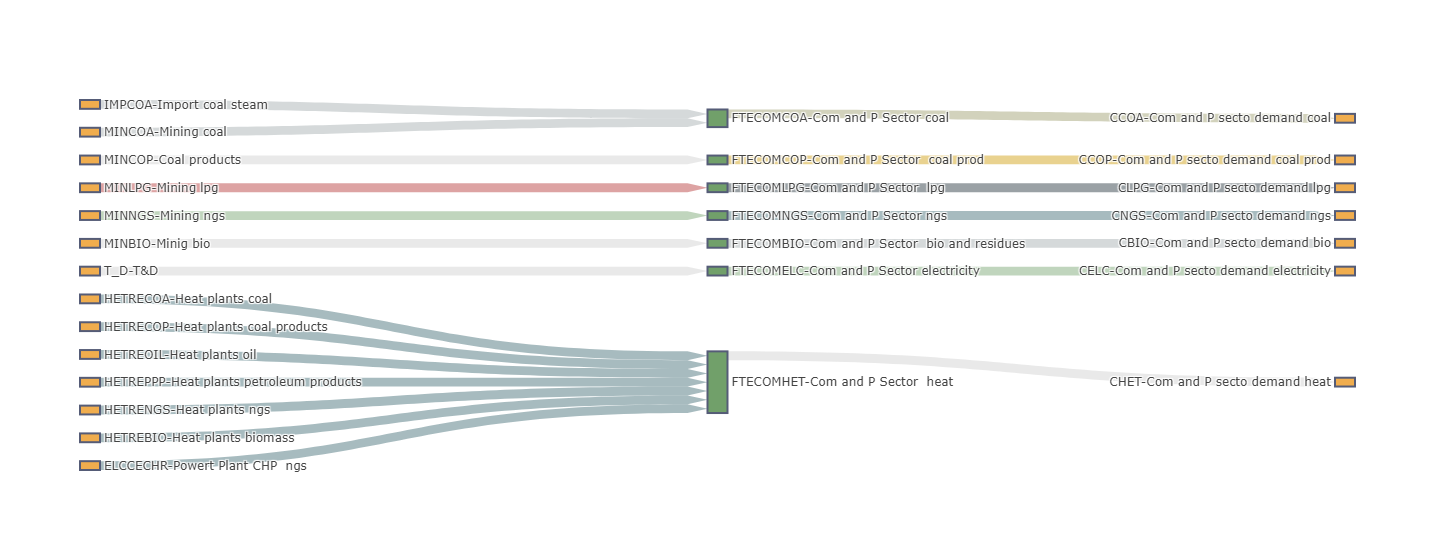 IMPCOA-Import coal steam
MINCOA-Mining coal
FTECOMCOA-Com and P Sector coal
CCOA-Com and P secto demand coal
MINCOP-Coal products
FTECOMCOP-Com and P Sector  coal prod
CCOP-Com and P secto demand coal prod
MINLPG-Mining lpg
FTECOMLPG-Com and P Sector  lpg
CLPG-Com and P secto demand lpg
MINNGS-Mining ngs
FTECOMNGS-Com and P Sector ngs
CNGS-Com and P secto demand ngs
MINBIO-Minig bio
FTECOMBIO-Com and P Sector  bio and residues
CBIO-Com and P secto demand bio
T_D-T&D
FTECOMELC-Com and P Sector electricity
CELC-Com and P secto demand electricity
HETRECOA-Heat plants coal
HETRECOP-Heat plants coal products
HETREOIL-Heat plants oil
HETREPPP-Heat plants petroleum products
FTECOMHET-Com and P Sector  heat
CHET-Com and P secto demand heat
HETRENGS-Heat plants ngs
HETREBIO-Heat plants biomass
ELCCECHR-Powert Plant CHP  ngs